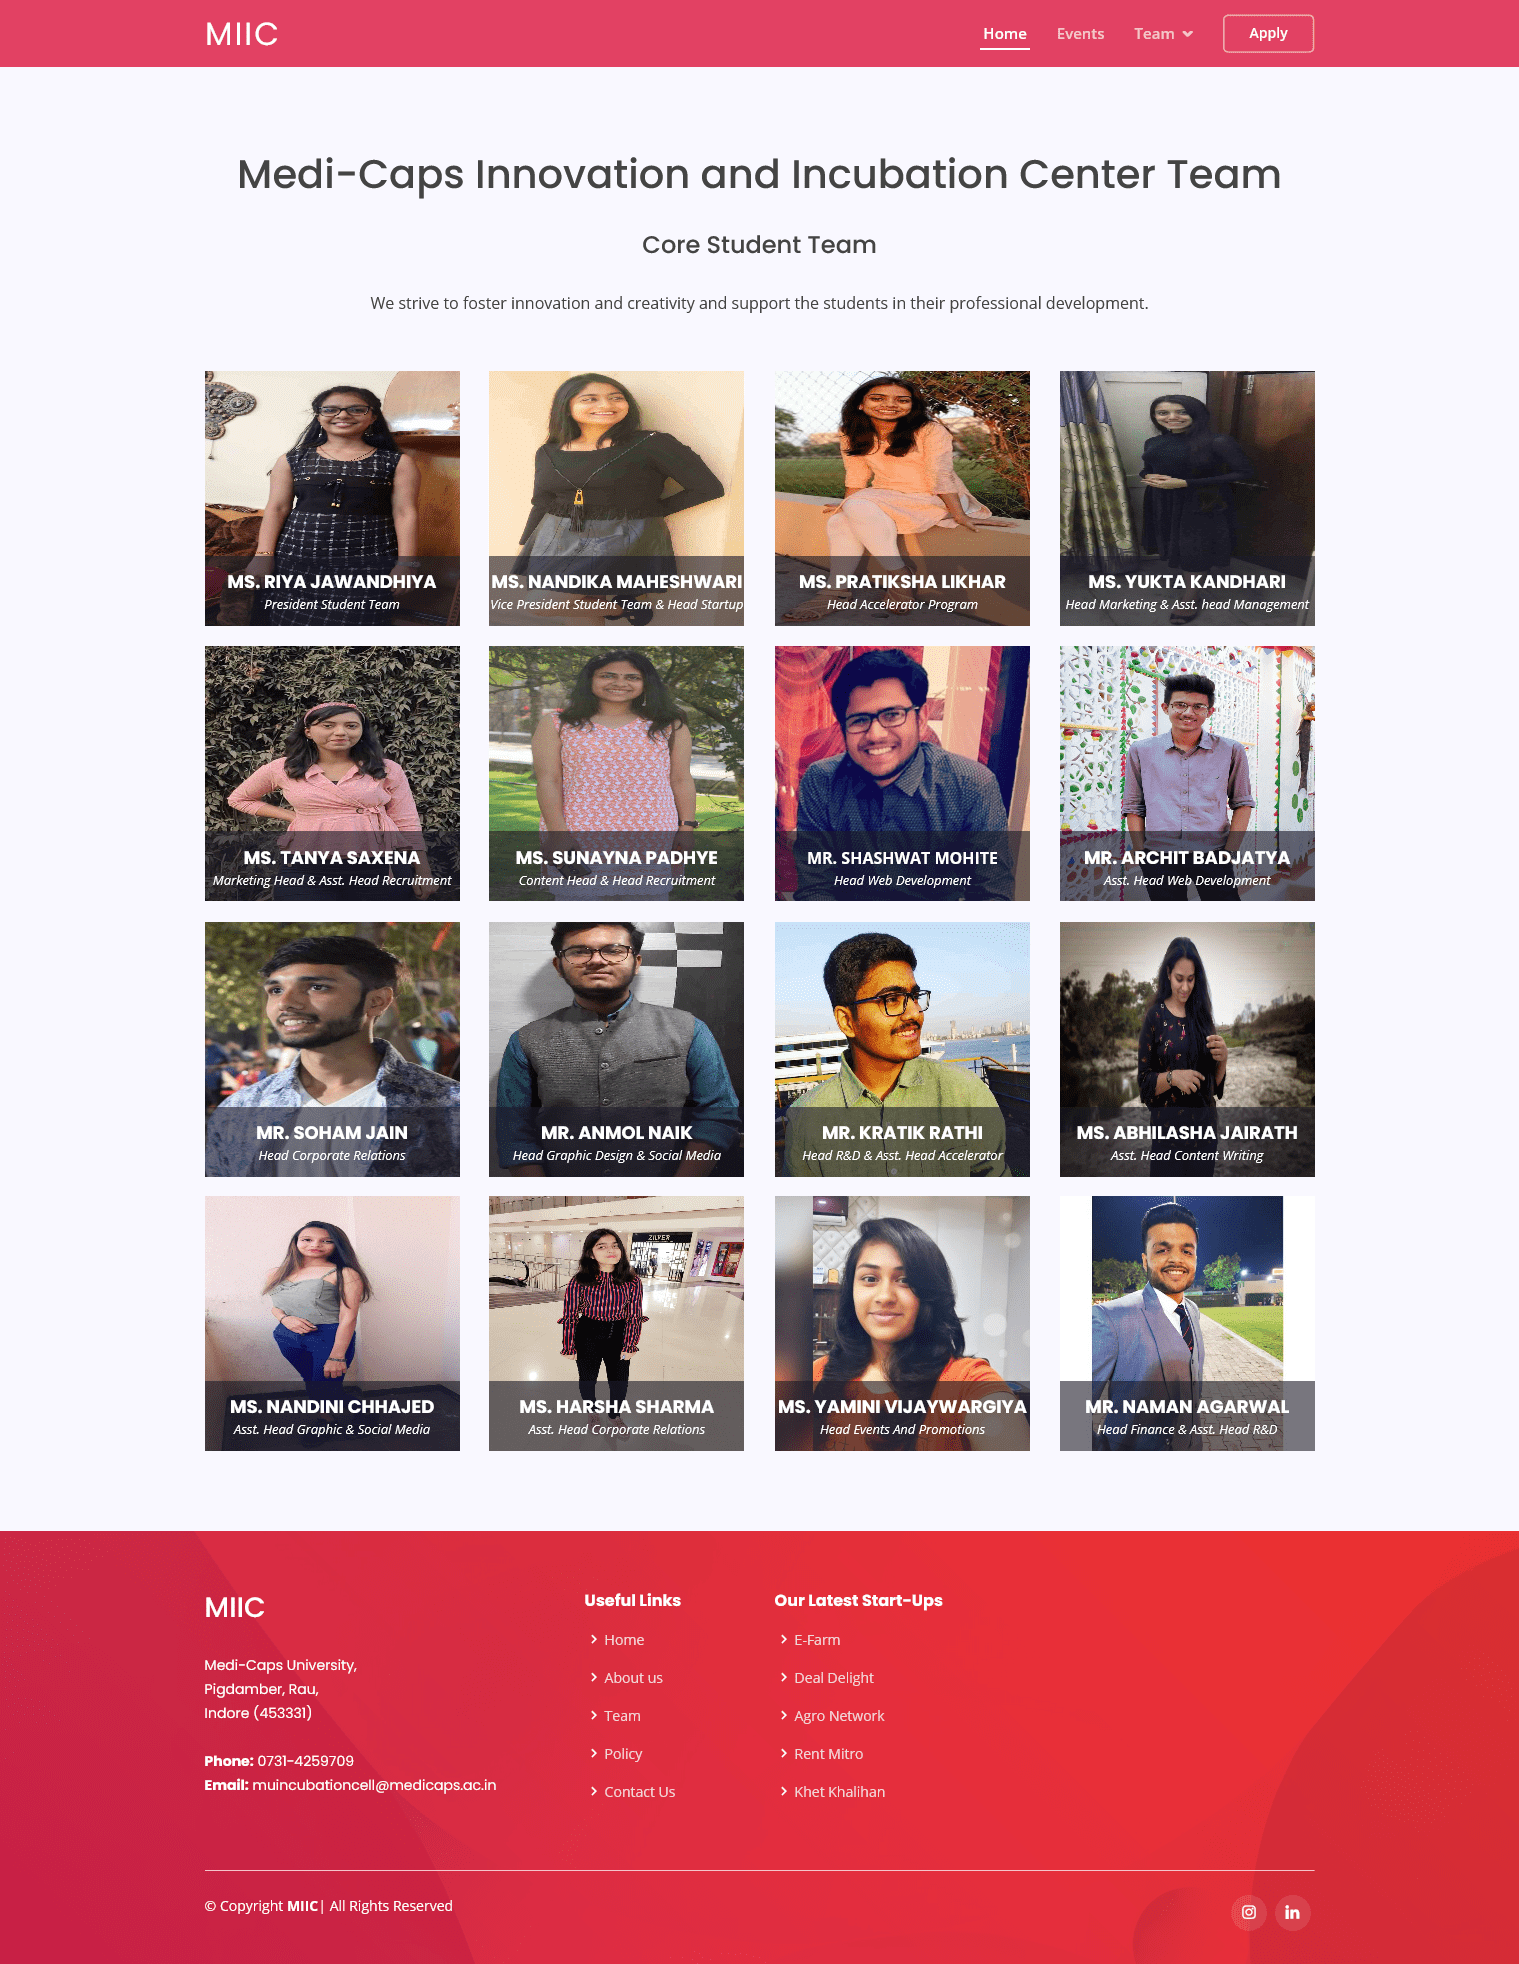 MIIC
Home Events Team Apply
Medi-Caps Innovation and Incubation Center Team
Core Student Team
We strive to foster innovation and creativity and support the students in their professional development.
MS. RIYA JAWANDHIYA
President Student Team
MS. NANDIKA MAHESHWARI
Vice President Student Team & Head Startup
MS. PRATIKSHA LIKHAR
Head Accelerator Program
MS. YUKTA KANDHARI
Head Marketing & Asst. head Management
MS. TANYA SAXENA
Marketing Head & Asst. Head Recruitment
MS. SUNAYNA PADHYE
Content Head & Head Recruitment
MR. SHASHWAT MOHITE
Head Web Development
MR. ARCHIT BADJATYA
Asst. Head Web Development
MR. SOHAM JAIN
Head Corporate Relations
MR. ANMOL NAIK
Head Graphic Design & Social Media
MR. KRATIK RATHI
Head R&D & Asst. Head Accelerator
MS. ABHILASHA JAIRATH
Asst. Head Content Writing
MS. NANDINI CHHAJED
Asst. Head Graphic & Social Media
ZILVER
MS. HARSHA SHARMA
Asst. Head Corporate Relations
MS. YAMINI VIJAYWARGIYA
Head Events And Promotions
MR. NAMAN AGARWAL
Head Finance & Asst. Head R&D
MIIC
Medi-Caps University,
Pigdamber, Rau,
Indore (453331)
Phone: 0731-4259709
Email: muincubationcell@medicaps.ac.in
Useful Links
Home
About us
Team
Policy
Contact Us
Our Latest Start-Ups
E-Farm
Deal Delight
Agro Network
Rent Mitro
Khet Khalihan
© Copyright MIIC| All Rights Reserved
in